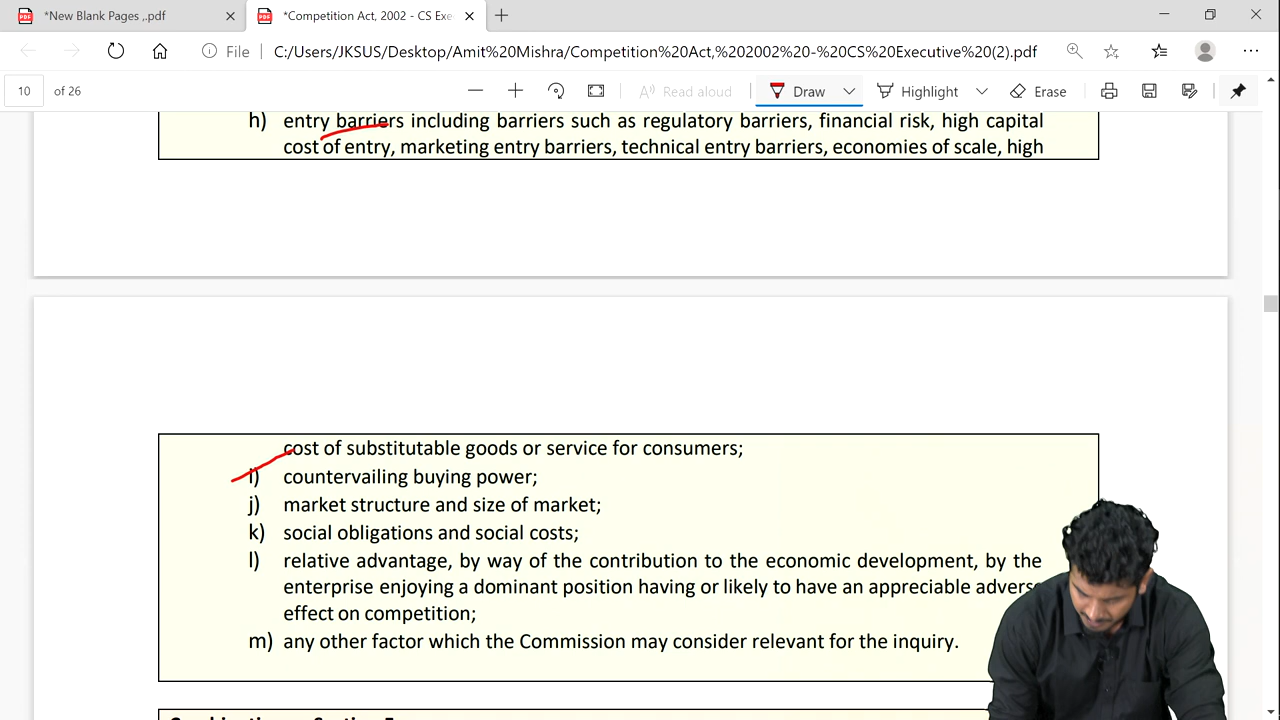 *New Blank Pages ,.pdf
*Competition Act, 2002 - CS Exe
File
C:/Users/JKSUS/Desktop/Amit%20Mishra/Competition%20Act,%202002%20-%20CS%20Executive%20(2).pdf
10 of 26
Read aloud
Draw
Highlight
Erase
h) entry barriers including barriers such as regulatory barriers, financial risk, high capital
cost of entry, marketing entry barriers, technical entry barriers, economies of scale, high
cost of substitutable goods or service for consumers;
i) countervailing buying power;
j) market structure and size of market;
k) social obligations and social costs;
l) relative advantage, by way of the contribution to the economic development, by the
enterprise enjoying a dominant position having or likely to have an appreciable adverse
effect on competition;
m) any other factor which the Commission may consider relevant for the inquiry.